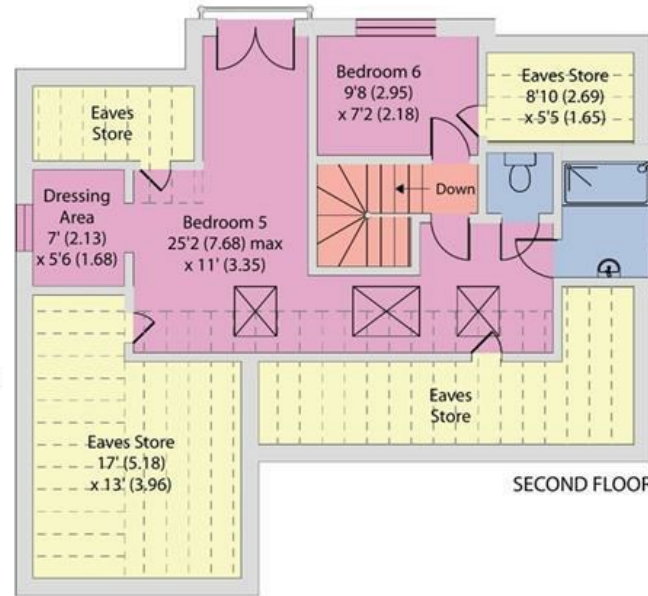 Bedroom 6
9'8 (2.95)
x 7'2 (2.18)
Eaves Store
8'10 (2.69)
x 5'5 (1.65)
Eaves
Store
Dressing
Area
7' (2.13)
x 5'6 (1.68)
Down
Bedroom 5
25'2 (7.68) max
x 11' (3.35)
Eaves
Store
Eaves Store
17' (5.18)
x 13' (3.96)
SECOND FLOOR